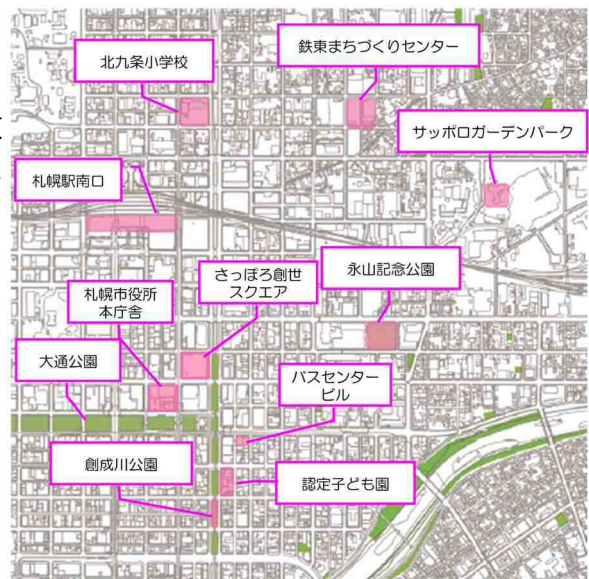 鉄東まちづくりセンター
北九条小学校
サッポロガーデンパーク
札幌駅南口
さっぽろ創世
スクエア
永山記念公園
札幌市役所
本庁舎
大通公園
バスセンター
ビル
創成川公園
認定子ども園